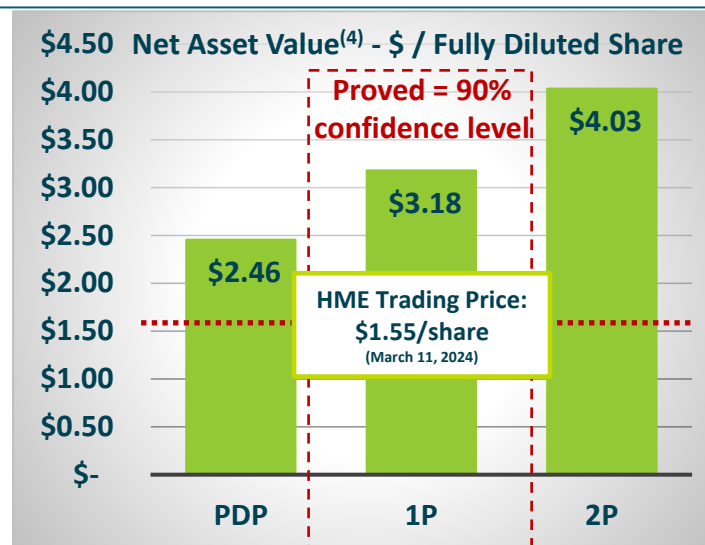 Net Asset Value(4) - $ / Fully Diluted Share
$4.50
$4.00
$3.50
$3.00
$2.50
$2.00
$1.50
$1.00
$0.50
$-
Proved = 90%
confidence level
$2.46
$3.18
$4.03
HME Trading Price:
$1.55/share
(March 11, 2024)
PDP
1P
2P